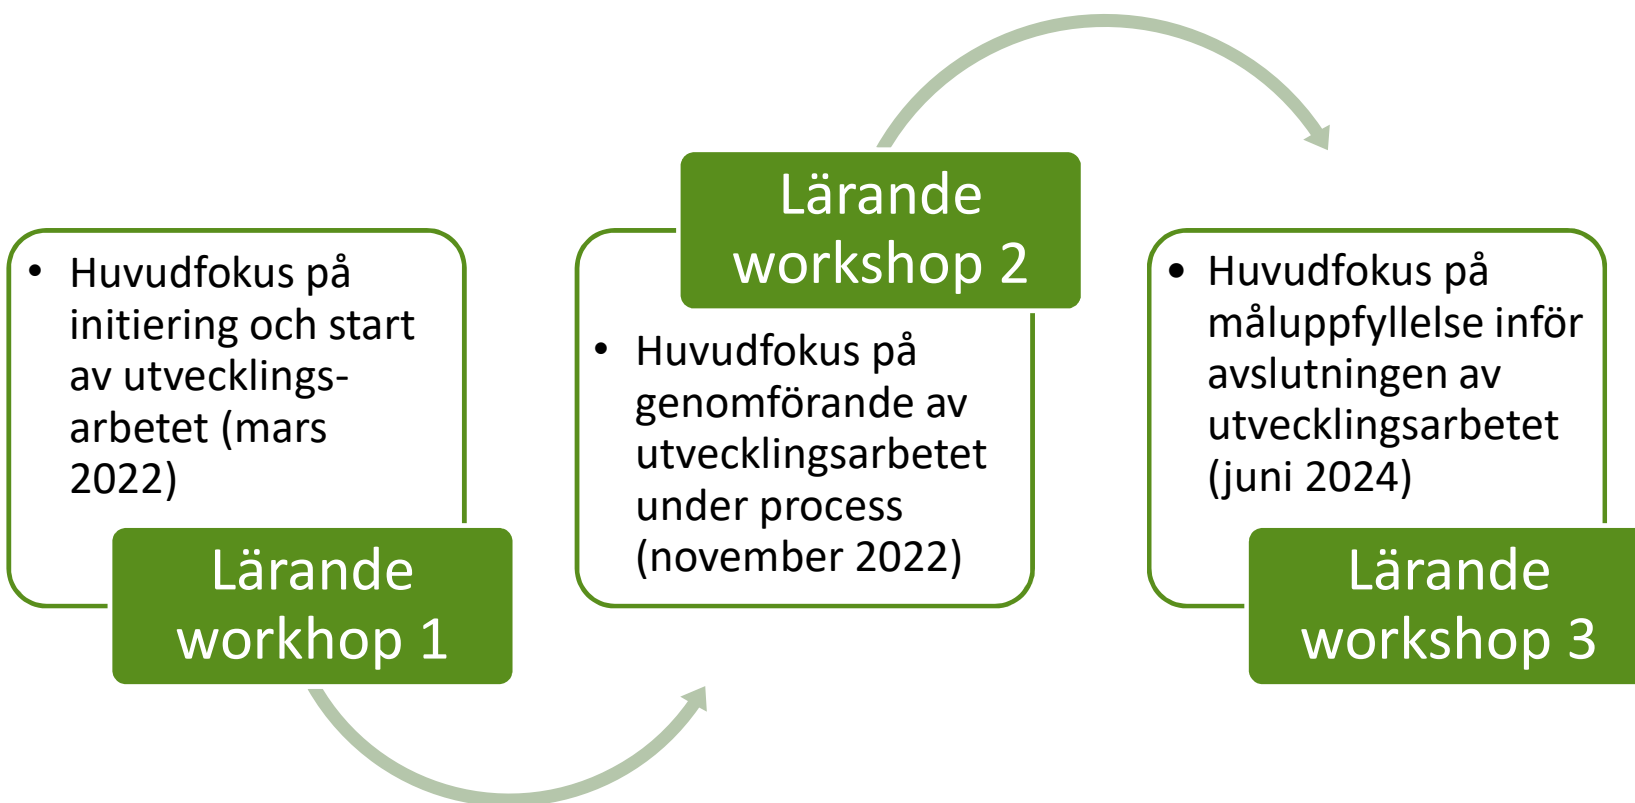 • Huvudfokus på
initiering och start
av utvecklings-
arbetet (mars
2022)
Lärande
workhop 1
Lärande
workshop 2
• Huvudfokus på
genomförande av
utvecklingsarbetet
under process
(november 2022)
• Huvudfokus på
måluppfyllelse inför
avslutningen av
utvecklingsarbetet
(juni 2024)
Lärande
workshop 3